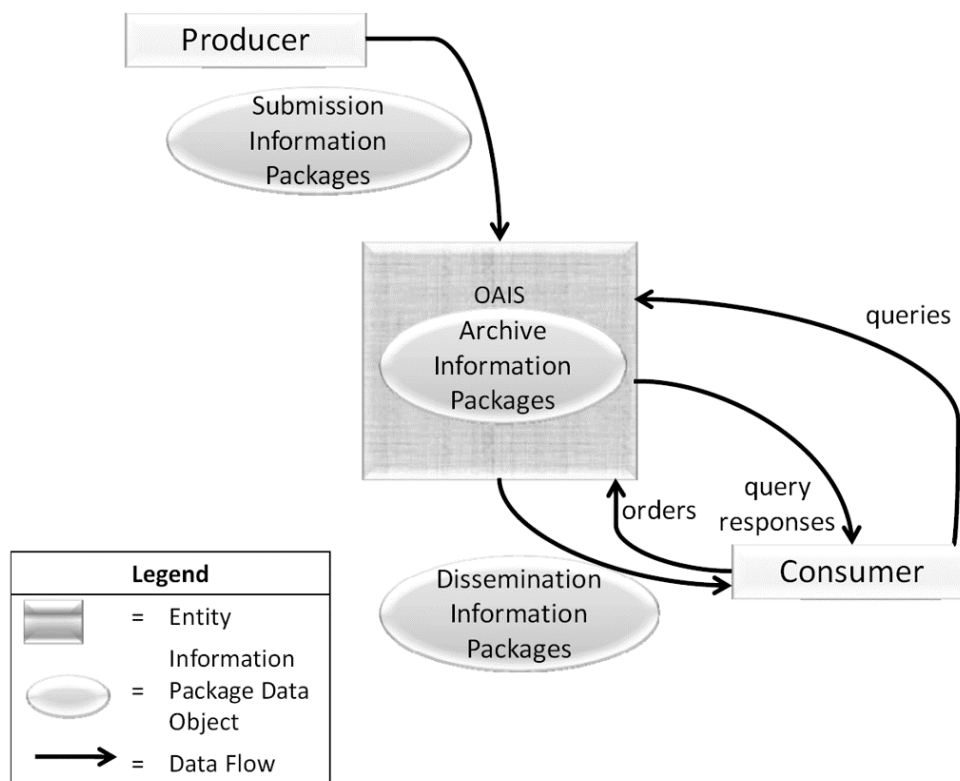 Producer
Submission
Information
Packages
OAIS
Archive
Information
Packages
queries
query
responses
orders
Consumer
Dissemination
Information
Packages
Legend
= Entity
Information
= Package Data
Object
= Data Flow